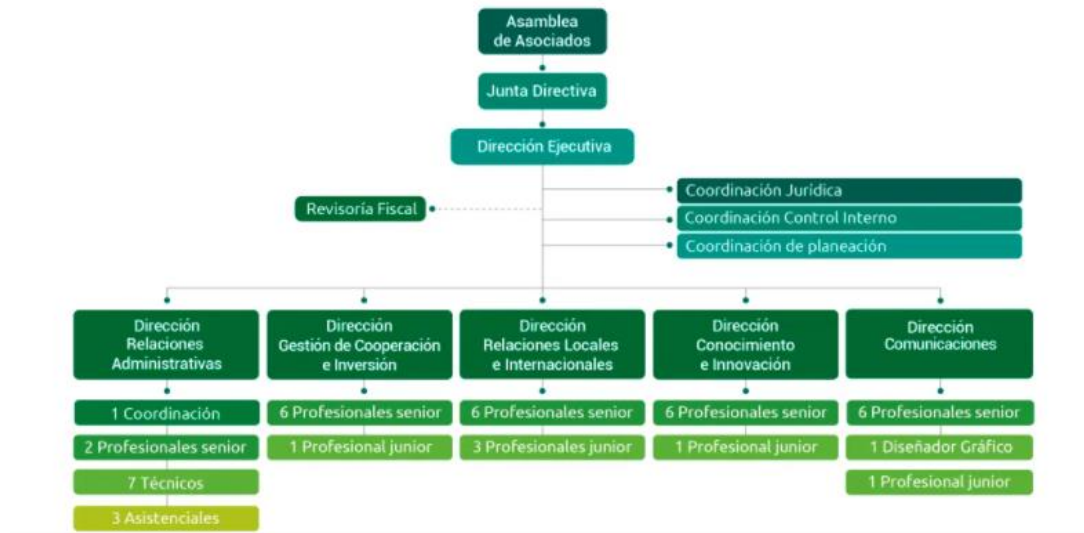 Asamblea
de Asociados
Junta Directiva
Dirección Ejecutiva
Coordinación Jurídica
Revisoría Fiscal
Coordinación Control Interno
Coordinación de planeación
Dirección
Relaciones
Administrativas
1 Coordinación
2 Profesionales senior
7 Técnicos
3 Asistenciales
Dirección
Gestión de Cooperación
e Inversión
6 Profesionales senior
1 Profesional junior
Dirección
Relaciones Locales
e Internacionales
6 Profesionales senior
3 Profesionales junior
Dirección
Conocimiento
e Innovación
6 Profesionales senior
1 Profesional junior
Dirección
Comunicaciones
6 Profesionales senior
1 Diseñador Gráfico
1 Profesional junior